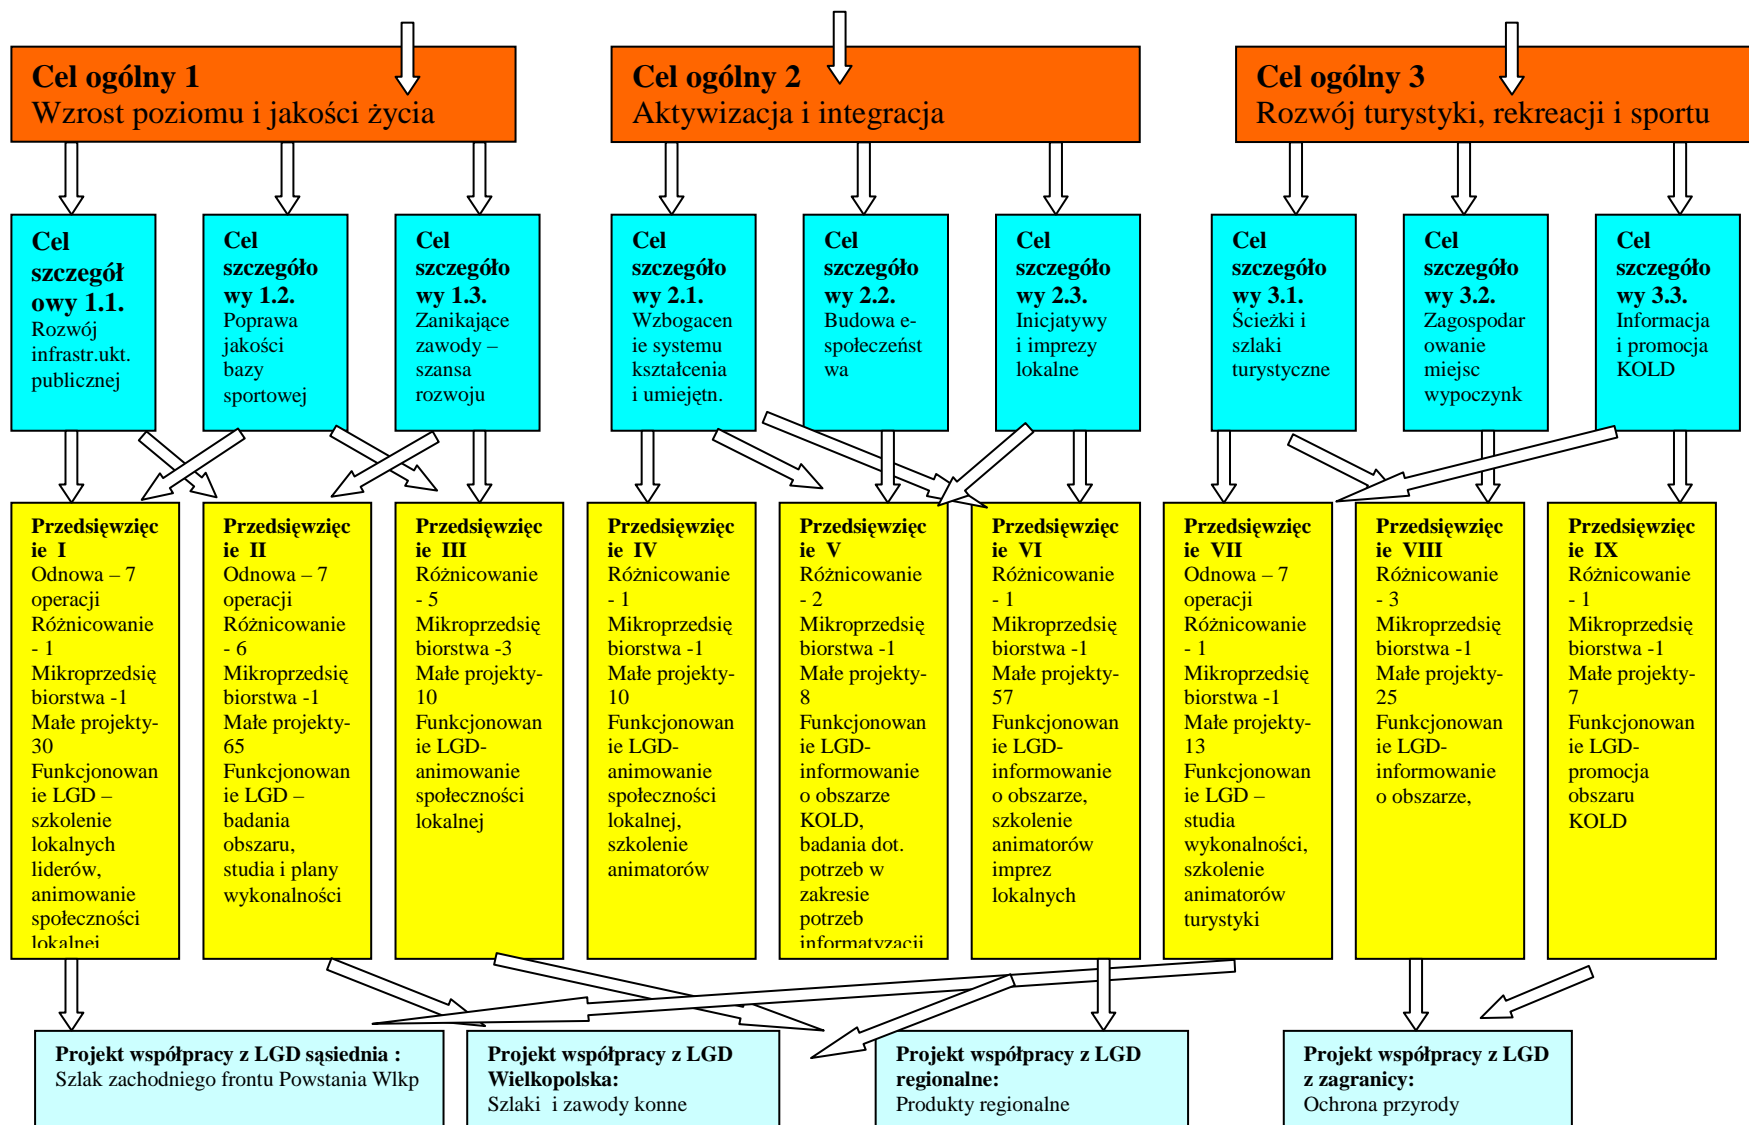 Cel ogólny 1
Wzrost poziomu i jakości życia
Cel ogólny 2
Aktywizacja i integracja
Cel ogólny 3
Rozwój turystyki, rekreacji i sportu
Cel
szczegół
owy 1.1.
Rozwój
infrastr.ukt.
publicznej
Cel
szczegóło
wy 1.2.
Poprawa
jakości
bazy
sportowej
Cel
szczegóło
wy 1.3.
Zanikające
zawody –
szansa
rozwoju
Cel
szczegóło
wy 2.1.
Wzbogacen
ie systemu
kształcenia
i umiejętn.
Cel
szczegóło
wy 2.2.
Budowa e-
społeczeńst
wa
Cel
szczegóło
wy 2.3.
Inicjatywy
i imprezy
lokalne
Cel
szczegóło
wy 3.1.
Ścieżki i
szlaki
turystyczne
Cel
szczegóło
wy 3.2.
Zagospodar
owanie
miejsc
wypoczynk
Cel
szczegóło
wy 3.3.
Informacja
i promocja
KOLD
Przedsięwzięc
ie I
Odnowa – 7
operacji
Różnicowanie
- 1
Mikroprzedsię
biorstwa -1
Małe projekty-
30
Funkcjonowan
ie LGD –
szkolenie
lokalnych
liderów,
animowanie
społeczności
lokalnej
Przedsięwzięc
ie II
Odnowa – 7
operacji
Różnicowanie
- 6
Mikroprzedsię
biorstwa -1
Małe projekty-
65
Funkcjonowan
ie LGD –
badania
obszaru,
studia i plany
wykonalności
Przedsięwzięc
ie III
Różnicowanie
- 5
Mikroprzedsię
biorstwa -3
Małe projekty-
10
Funkcjonowan
ie LGD-
animowanie
społeczności
lokalnej
Przedsięwzięc
ie IV
Różnicowanie
- 1
Mikroprzedsię
biorstwa -1
Małe projekty-
10
Funkcjonowan
ie LGD-
animowanie
społeczności
lokalnej,
szkolenie
animatorów
Przedsięwzięc
ie V
Różnicowanie
- 2
Mikroprzedsię
biorstwa -1
Małe projekty-
8
Funkcjonowan
ie LGD-
informowanie
o obszarze
KOLD,
badania dot.
potrzeb w
zakresie
potrzeb
informatyzacji
Przedsięwzięc
ie VI
Różnicowanie
- 1
Mikroprzedsię
biorstwa -1
Małe projekty-
57
Funkcjonowan
ie LGD-
informowanie
o obszarze,
szkolenie
animatorów
imprez
lokalnych
Przedsięwzięc
ie VII
Odnowa – 7
operacji
Różnicowanie
- 1
Mikroprzedsię
biorstwa -1
Małe projekty-
13
Funkcjonowan
ie LGD –
studia
wykonalności,
szkolenie
animatorów
turystyki
Przedsięwzięc
ie VIII
Różnicowanie
- 3
Mikroprzedsię
biorstwa -1
Małe projekty-
25
Funkcjonowan
ie LGD-
informowanie
o obszarze,
Przedsięwzięc
ie IX
Różnicowanie
- 1
Mikroprzedsię
biorstwa -1
Małe projekty-
7
Funkcjonowan
ie LGD-
promocja
obszaru
KOLD
Projekt współpracy z LGD sąsiednia :
Szlak zachodniego frontu Powstania Wlkp
Projekt współpracy z LGD
Wielkopolska:
Szlaki i zawody konne
Projekt współpracy z LGD
regionalne:
Produkty regionalne
Projekt współpracy z LGD
z zagranicy:
Ochrona przyrody